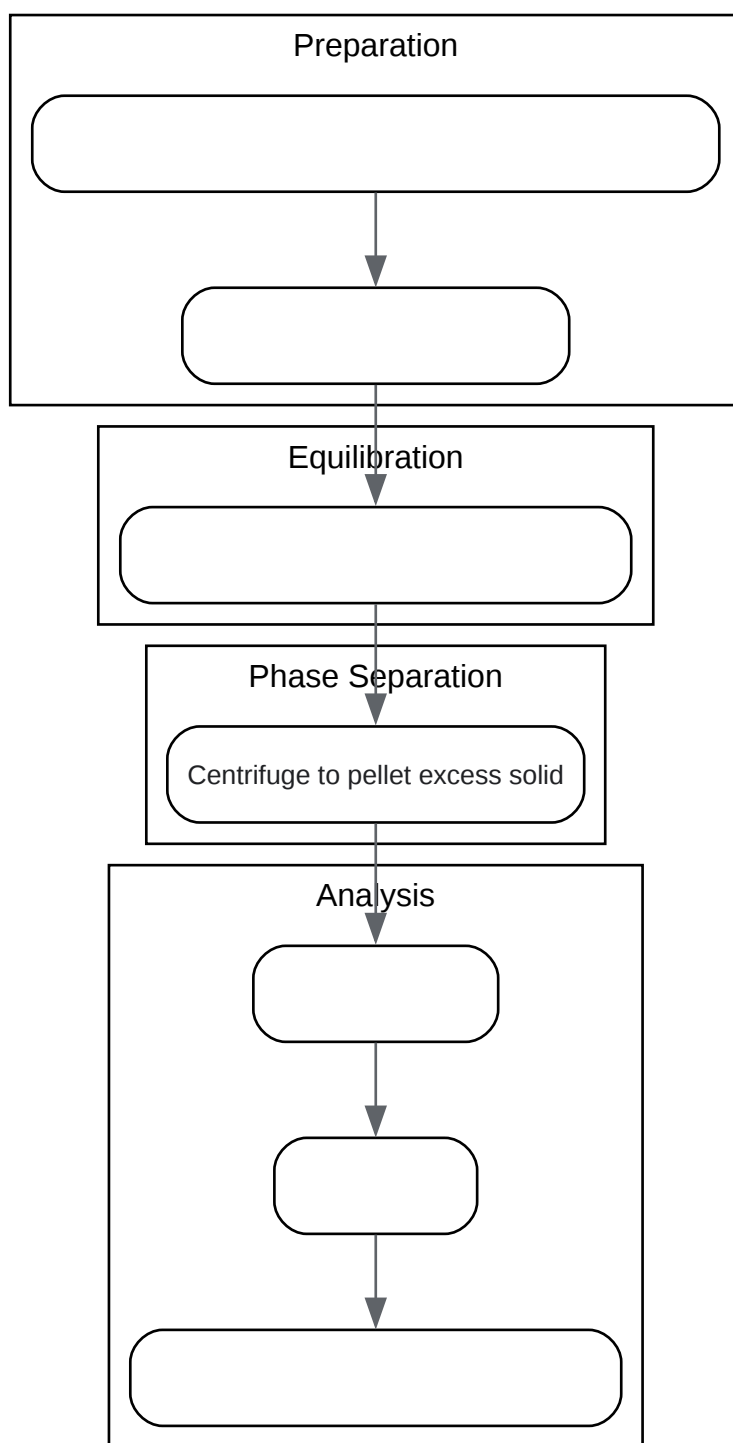 Preparation
Equilibration
Phase Separation
Centrifuge to pellet excess solid
Analysis